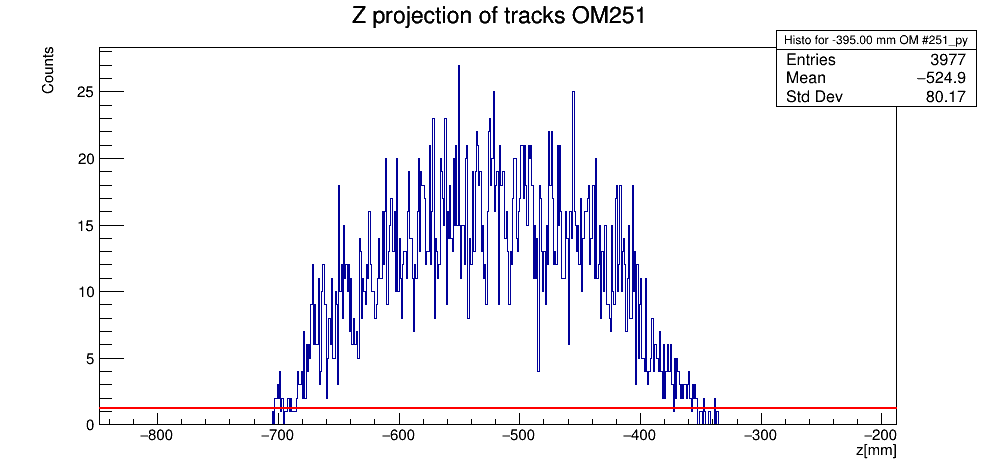 Z projection of tracks OM251
Histo for -395.00 mm OM #251_py
Entries 3977
Mean −524.9
Std Dev 80.17
Counts
25
20
15
10
5
0
−800 −700 −600 −500 −400 −300 −200
z[mm]